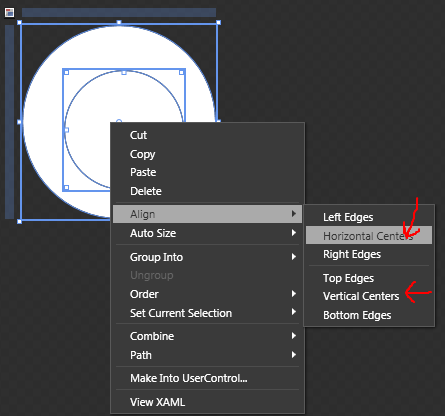 Cut
Copy
Paste
Delete
Align
Auto Size
Group Into
Ungroup
Order
Set Current Selection
Combine
Path
Make Into UserControl...
View XAML
Left Edges
Horizontal Centers
Right Edges
Top Edges
Vertical Centers
Bottom Edges